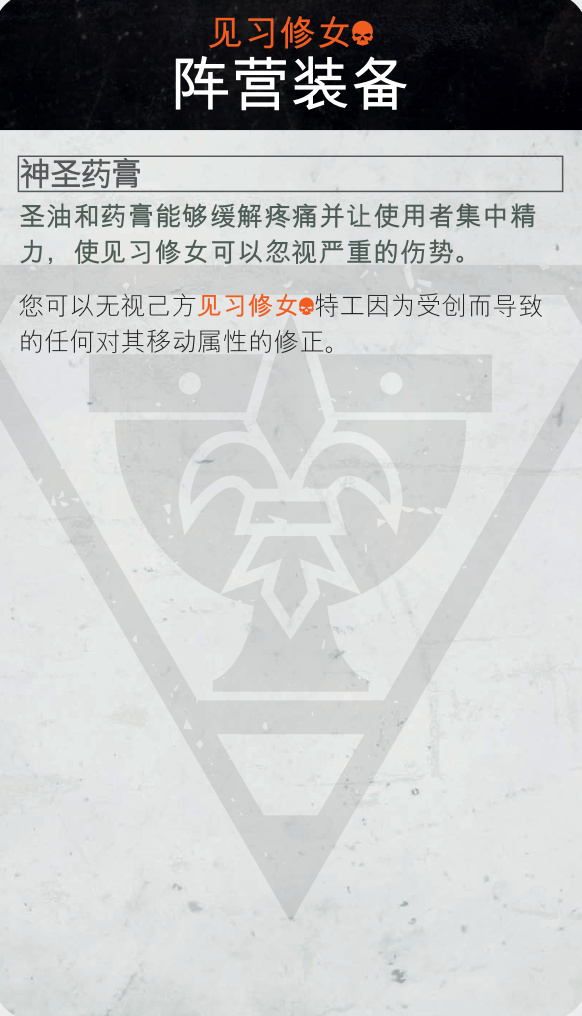 见习修女
阵营装备
神圣药膏
圣油和药膏能够缓解疼痛并让使用者集中精
力，使见习修女可以忽视严重的伤势。
您可以无视己方见习修女特工因为受创而导致
的任何对其移动属性的修正。